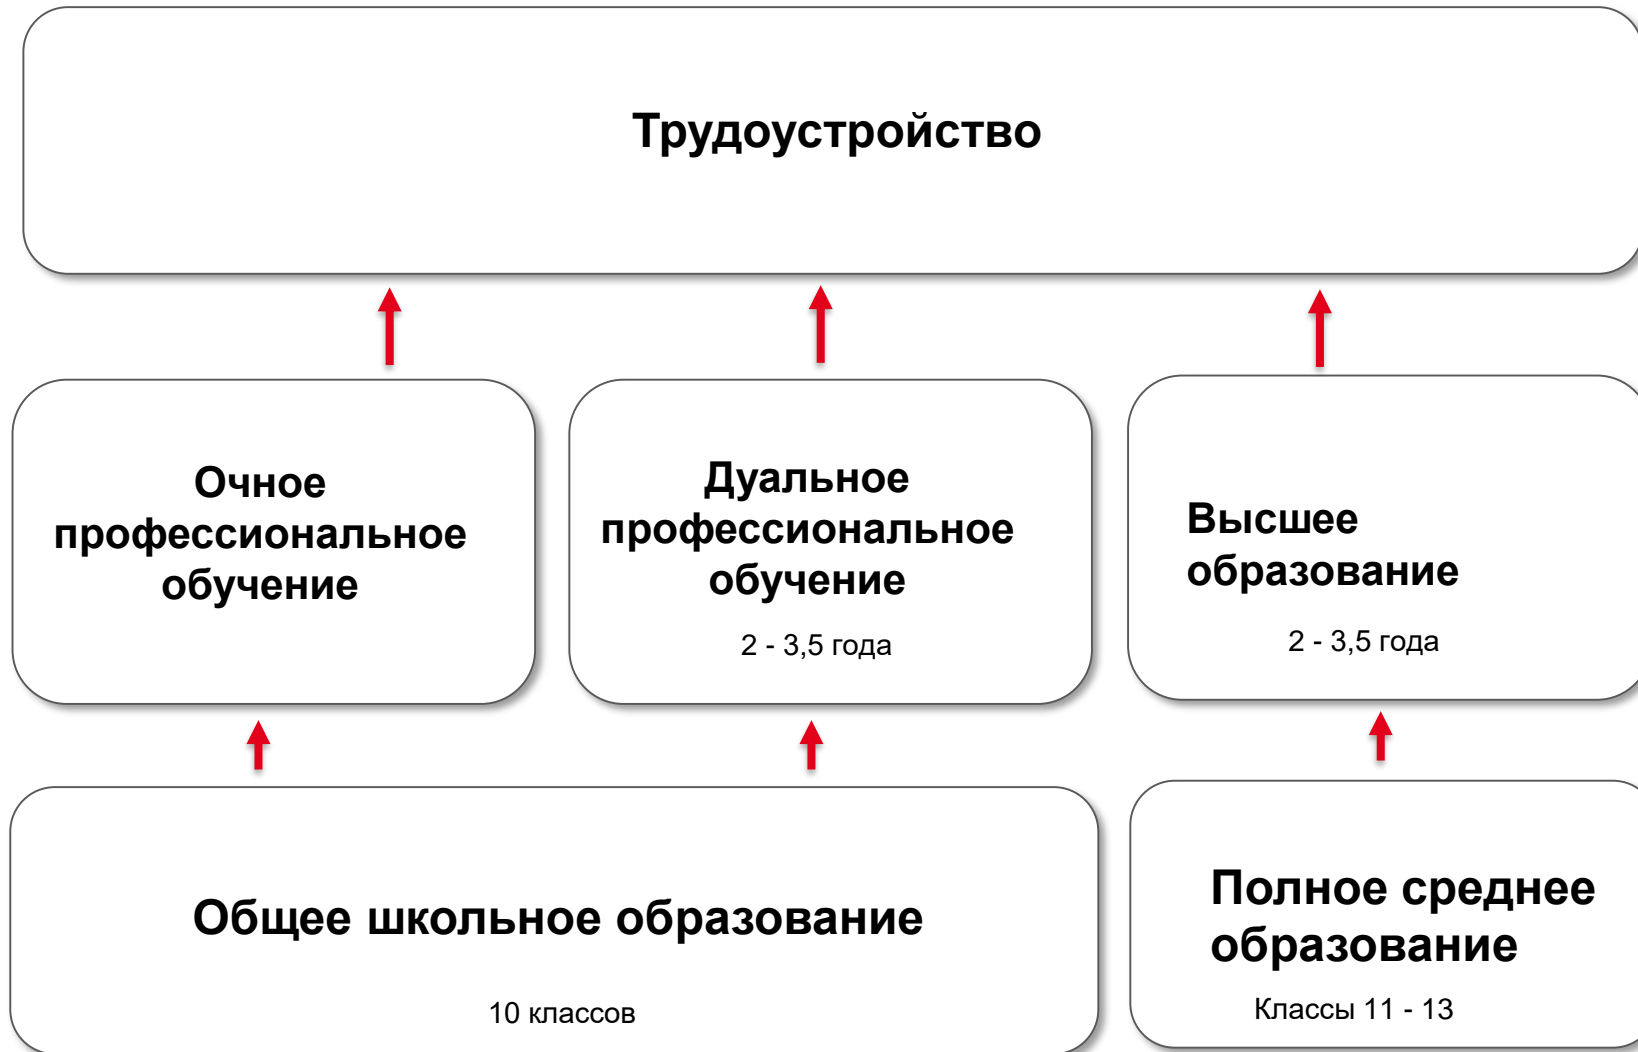 Трудоустройство
Очное
профессиональное
обучение
Дуальное
профессиональное
обучение
2 - 3,5 года
Высшее
образование
2 - 3,5 года
Общее школьное образование
10 классов
Полное среднее
образование
Классы 11 - 13